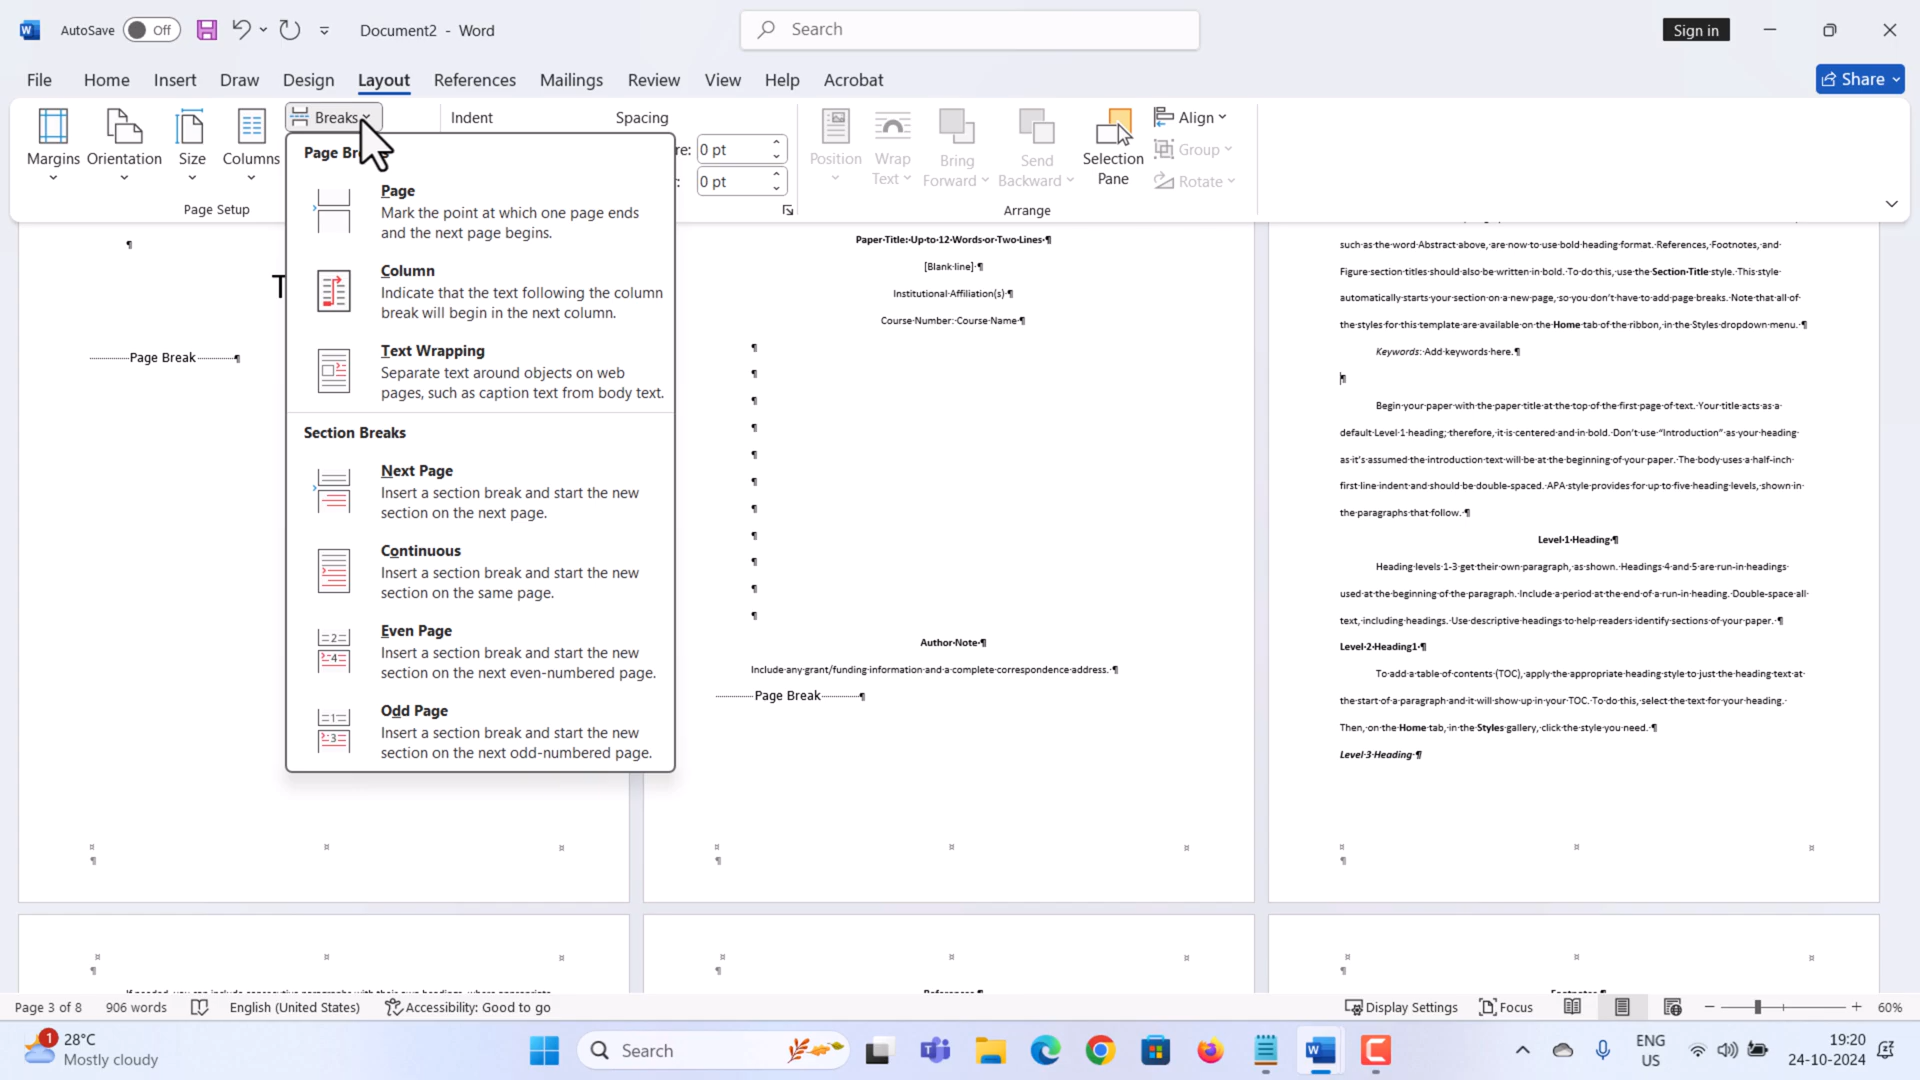 AutoSave Off Document2 - Word Search Sign in
File Home Insert Draw Design Layout References Mailings Review View Help Acrobat Share
Margins Orientation Size Columns Breaks
Page Setup
Indent Spacing
re: 0 pt
r: 0 pt
Position Wrap Text Bring Forward Send Backward Selection Pane Align
Group
Rotate
Arrange
Page Br
Page
Mark the point at which one page ends
and the next page begins.
Column
Indicate that the text following the column
break will begin in the next column.
Text Wrapping
Separate text around objects on web
pages, such as caption text from body text.
Section Breaks
Next Page
Insert a section break and start the new
section on the next page.
Continuous
Insert a section break and start the new
section on the same page.
Even Page
Insert a section break and start the new
section on the next even-numbered page.
Odd Page
Insert a section break and start the new
section on the next odd-numbered page.
T
Page Break
Paper Title: Up to 12 Words or Two Lines
[Blank line]
Institutional Affiliation(s)
Course Number: Course Name
Author Note
Include any grant/funding information and a complete correspondence address.
Page Break
such as the word Abstract above, are now to use bold heading format. References, Footnotes, and
Figure section titles should also be written in bold. To do this, use the Section Title style. This style
automatically starts your section on a new page, so you don't have to add page breaks. Note that all of
the styles for this template are available on the Home tab of the ribbon, in the Styles dropdown menu.
Keywords: Add keywords here.
Begin your paper with the paper title at the top of the first page of text. Your title acts as a
default Level 1 heading; therefore, it is centered and in bold. Don't use "Introduction" as your heading
as it's assumed the introduction text will be at the beginning of your paper. The body uses a half-inch
first line indent and should be double-spaced. APA style provides for up to five heading levels, shown in
the paragraphs that follow.
Level 1 Heading
Heading levels 1-3 get their own paragraph, as shown. Headings 4 and 5 are run-in headings
used at the beginning of the paragraph. Include a period at the end of a run-in heading. Double-space all
text, including headings. Use descriptive headings to help readers identify sections of your paper.
Level 2 Heading1
To add a table of contents (TOC), apply the appropriate heading style to just the heading text at
the start of a paragraph and it will show up in your TOC. To do this, select the text for your heading.
Then, on the Home tab, in the Styles gallery, click the style you need.
Level 3 Heading
Page 3 of 8 906 words English (United States) Accessibility: Good to go Display Settings Focus 60%
1 28°C
Mostly cloudy
Search
ENG
US
19:20
24-10-2024